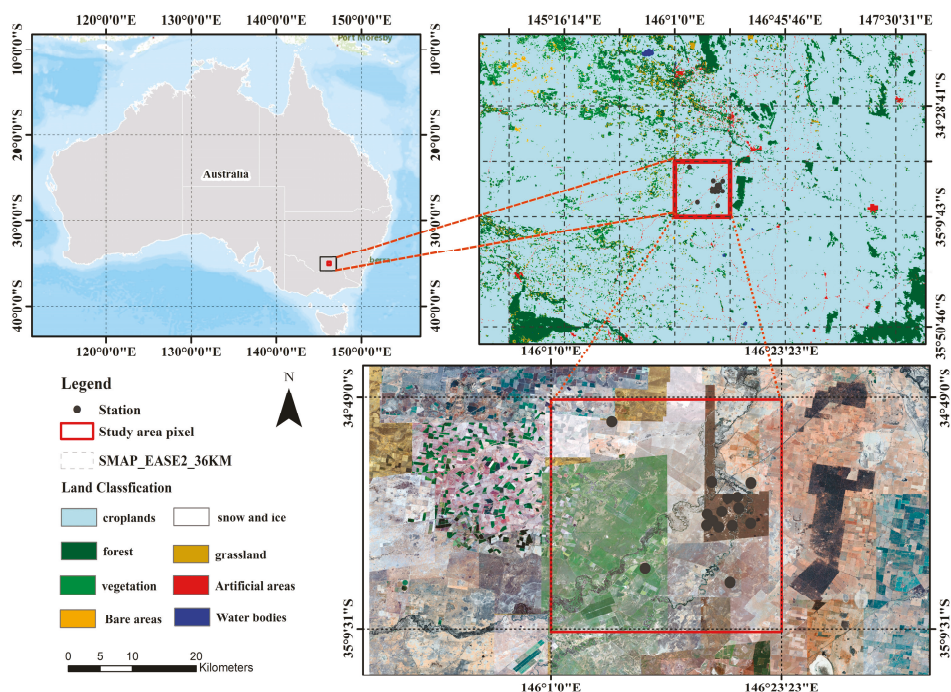 120°0'0"E 130°0'0"E 140°0'0"E 150°0'0"E
Port Moresby
10°0'0"S
20°0'0"S
30°0'0"S
40°0'0"S
10°0'0"S
20°0'0"S
30°0'0"S
40°0'0"S
Australia
120°0'0"E 130°0'0"E 140°0'0"E 150°0'0"E
145°16'14"E 146°1'0"E 146°45'46"E 147°30'31"E
34°28'41"S
35°9'43"S
35°50'46"S
146°1'0"E 146°23'23"E
34°49'0"S
35°9'31"S
34°49'0"S
35°9'31"S
146°1'0"E 146°23'23"E
Legend
N
Station
Study area pixel
SMAP_EASE2_36KM
Land Classfication
croplands snow and ice
forest grassland
vegetation Artificial areas
Bare areas Water bodies
0 5 10 20
Kilometers